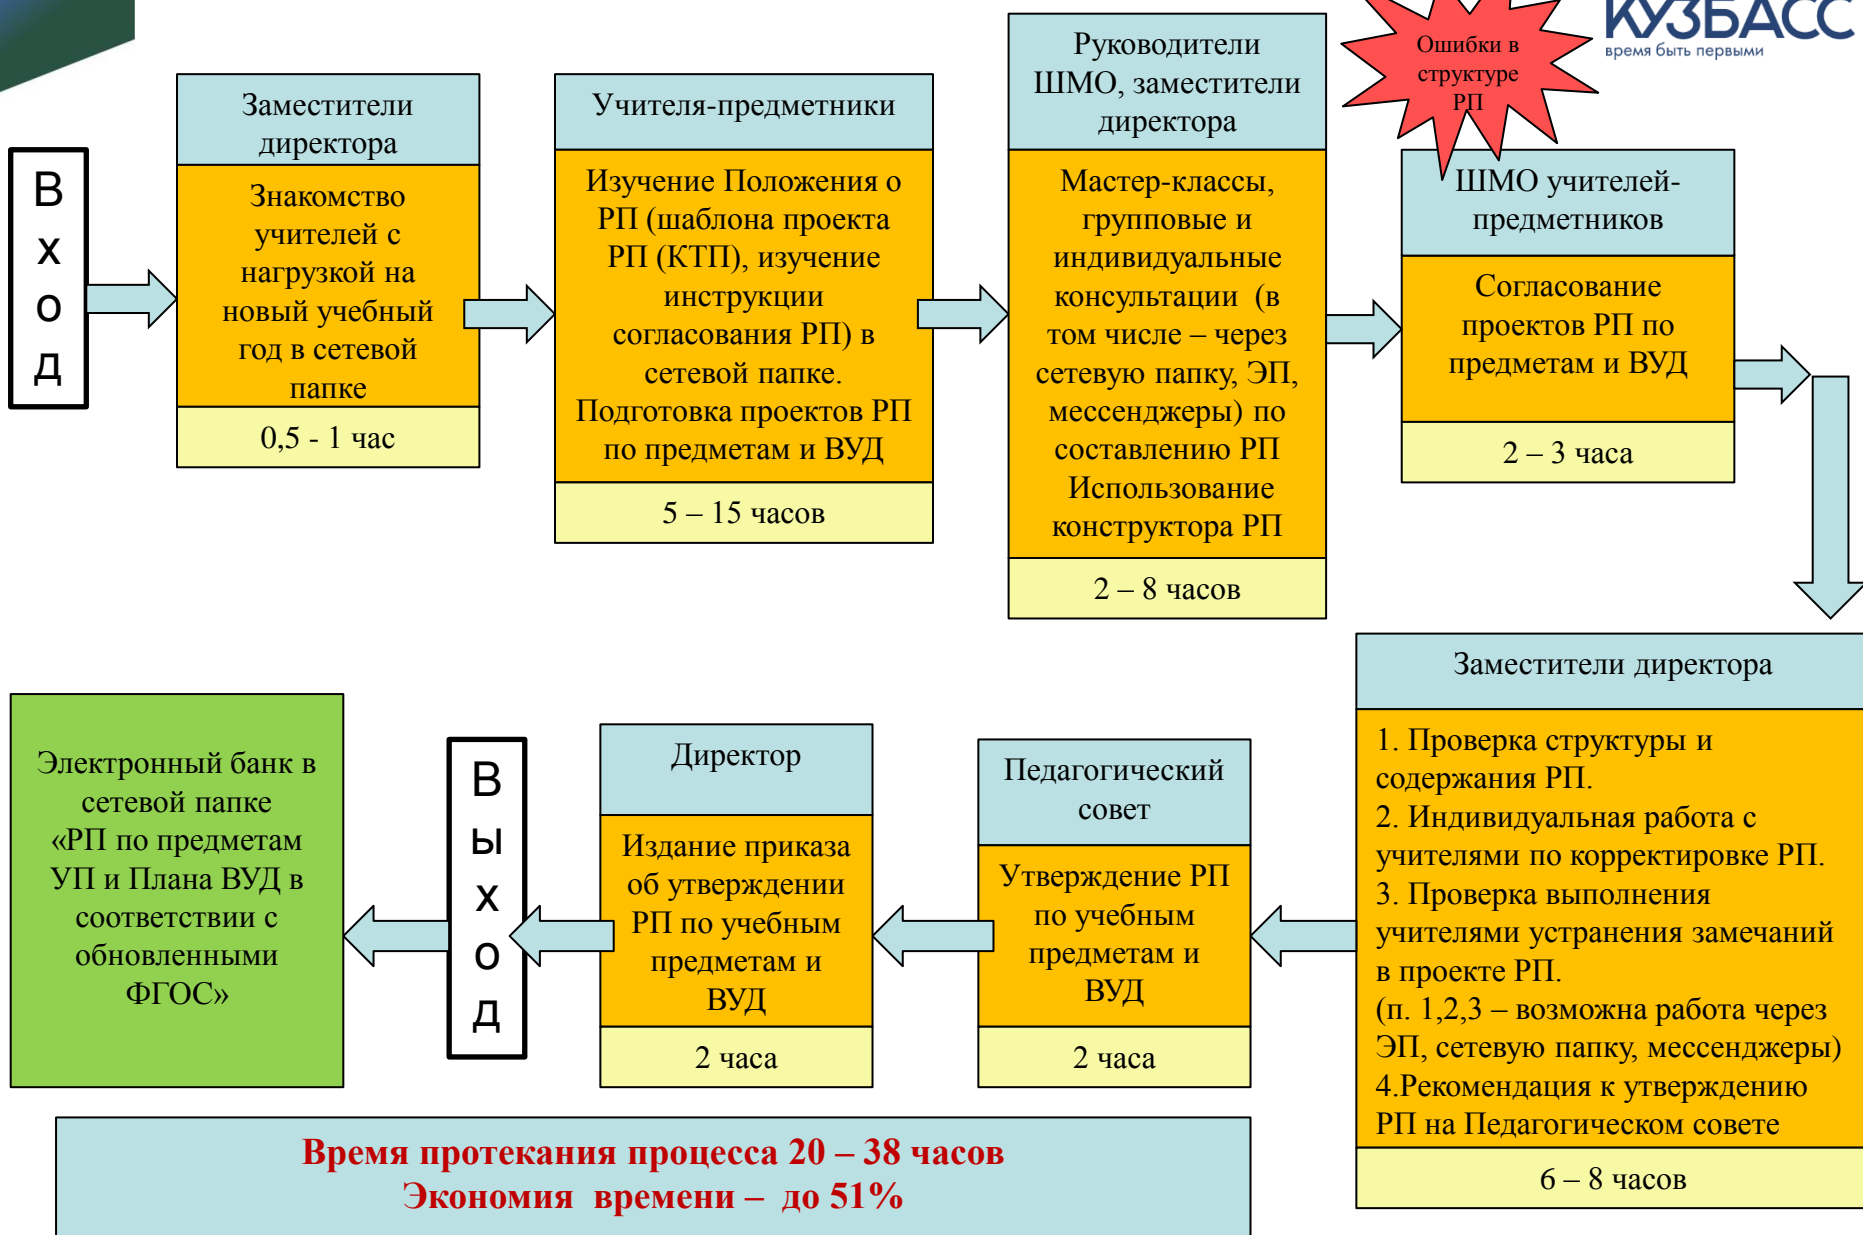 КУЗБАСС
время быть первыми
Ошибки в
структуре
РП
Вход
Заместители
директора
Знакомство
учителей с
нагрузкой на
новый учебный
год в сетевой
папке
0,5 - 1 час
Учителя-предметники
Изучение Положения о
РП (шаблона проекта
РП (КТП), изучение
инструкции
согласования РП) в
сетевой папке.
Подготовка проектов РП
по предметам и ВУД
5 – 15 часов
Руководители
ШМО, заместители
директора
Мастер-классы,
групповые и
индивидуальные
консультации (в
том числе – через
сетевую папку, ЭП,
мессенджеры) по
составлению РП
Использование
конструктора РП
2 – 8 часов
ШМО учителей-
предметников
Согласование
проектов РП по
предметам и ВУД
2 – 3 часа
Заместители директора
1. Проверка структуры и
содержания РП.
2. Индивидуальная работа с
учителями по корректировке РП.
3. Проверка выполнения
учителями устранения замечаний
в проекте РП.
(п. 1,2,3 – возможна работа через
ЭП, сетевую папку, мессенджеры)
4.Рекомендация к утверждению
РП на Педагогическом совете
6 – 8 часов
Педагогический
совет
Утверждение РП
по учебным
предметам и
ВУД
2 часа
Директор
Издание приказа
об утверждении
РП по учебным
предметам и
ВУД
2 часа
Выход
Электронный банк в
сетевой папке
«РП по предметам
УП и Плана ВУД в
соответствии с
обновленными
ФГОС»
Время протекания процесса 20 – 38 часов
Экономия времени – до 51%